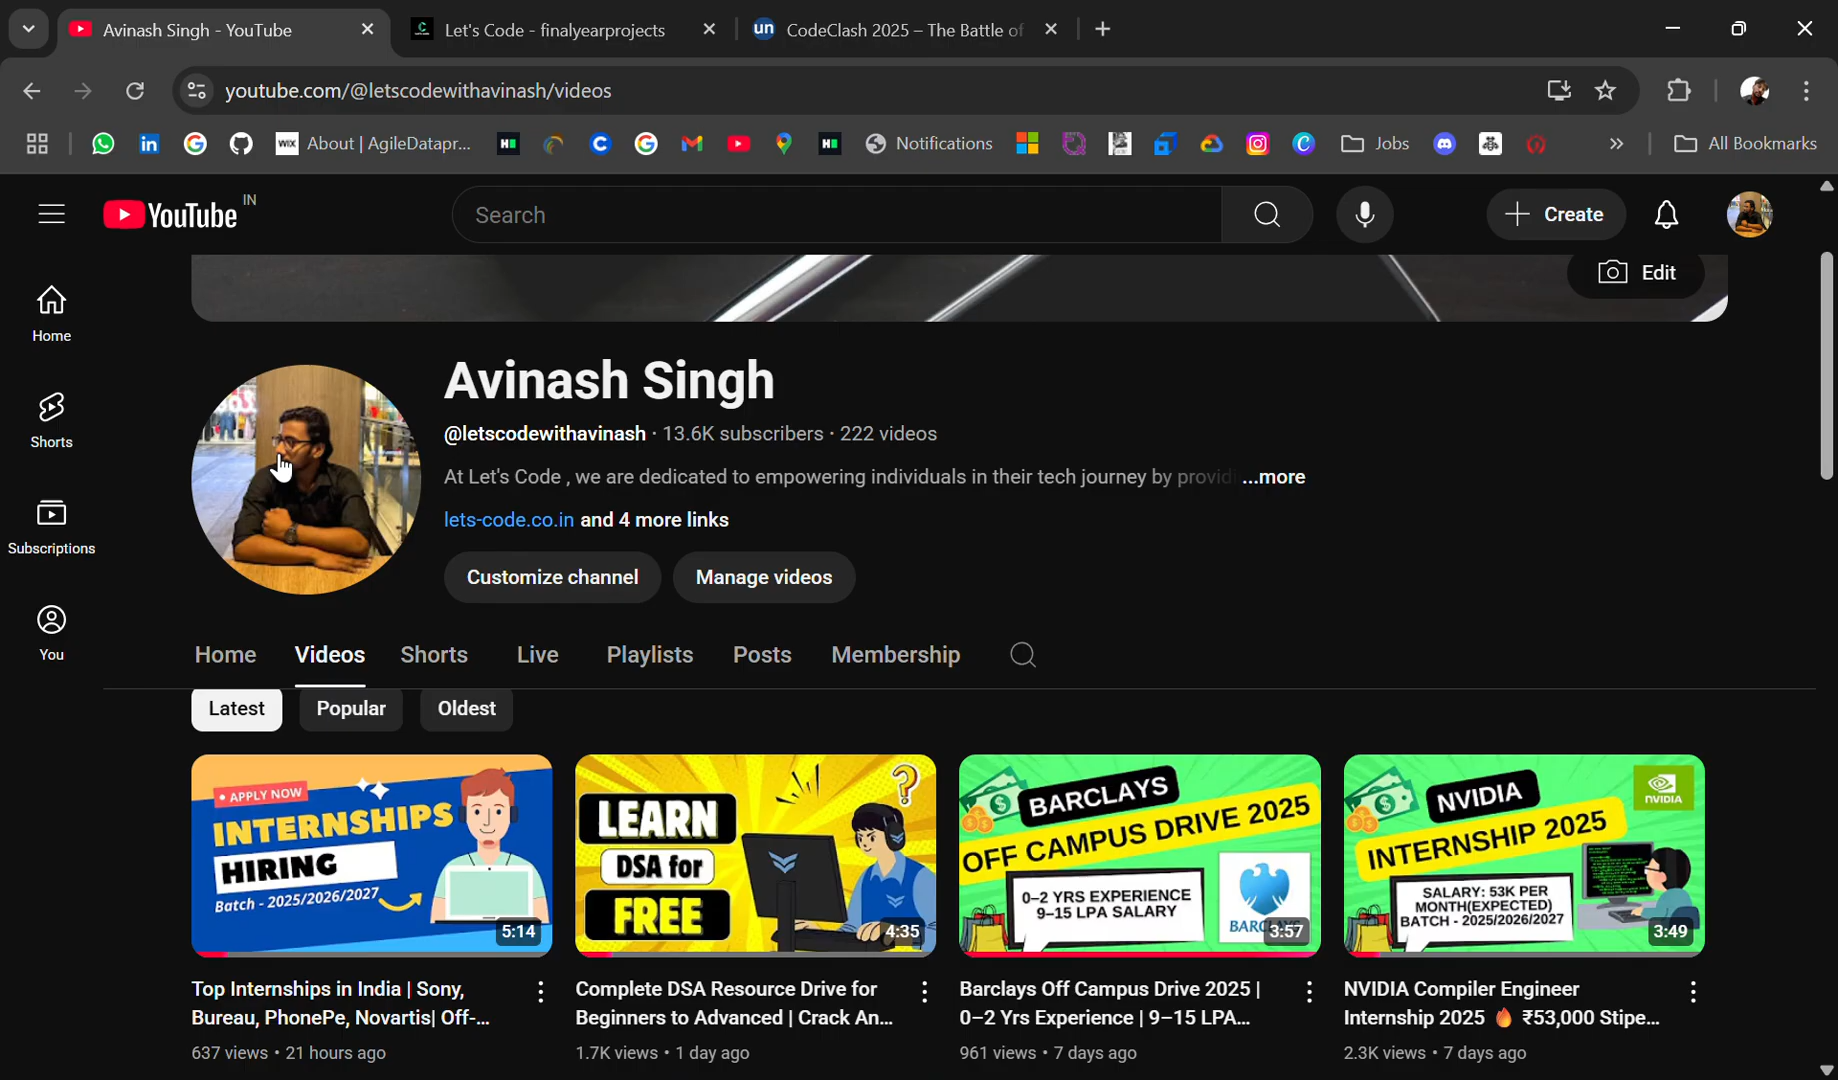 Avinash Singh - YouTube
Let's Code - finalyearprojects
un CodeClash 2025 – The Battle of
youtube.com/@letscodewithavinash/videos
WIX About | AgileDatapr...
Notifications
Jobs
All Bookmarks
YouTube IN
Search
Create
Edit
Home
Shorts
Subscriptions
You
Avinash Singh
@letscodewithavinash · 13.6K subscribers · 222 videos
At Let's Code , we are dedicated to empowering individuals in their tech journey by provid ...more
lets-code.co.in and 4 more links
Customize channel Manage videos
Home Videos Shorts Live Playlists Posts Membership
Latest Popular Oldest
• APPLY NOW
INTERNSHIPS
HIRING
Batch - 2025/2026/2027
5:14
Top Internships in India | Sony,
Bureau, PhonePe, Novartis| Off-...
637 views · 21 hours ago
LEARN
DSA for
FREE
4:35
Complete DSA Resource Drive for
Beginners to Advanced | Crack An...
1.7K views · 1 day ago
BARCLAYS
OFF CAMPUS DRIVE 2025
0–2 YRS EXPERIENCE
9–15 LPA SALARY
3:57
Barclays Off Campus Drive 2025 |
0–2 Yrs Experience | 9–15 LPA...
961 views · 7 days ago
NVIDIA
NVIDIA
INTERNSHIP 2025
SALARY: 53K PER
MONTH(EXPECTED)
BATCH - 2025/2026/2027
3:49
NVIDIA Compiler Engineer
Internship 2025 🔥 ₹53,000 Stipe...
2.3K views · 7 days ago